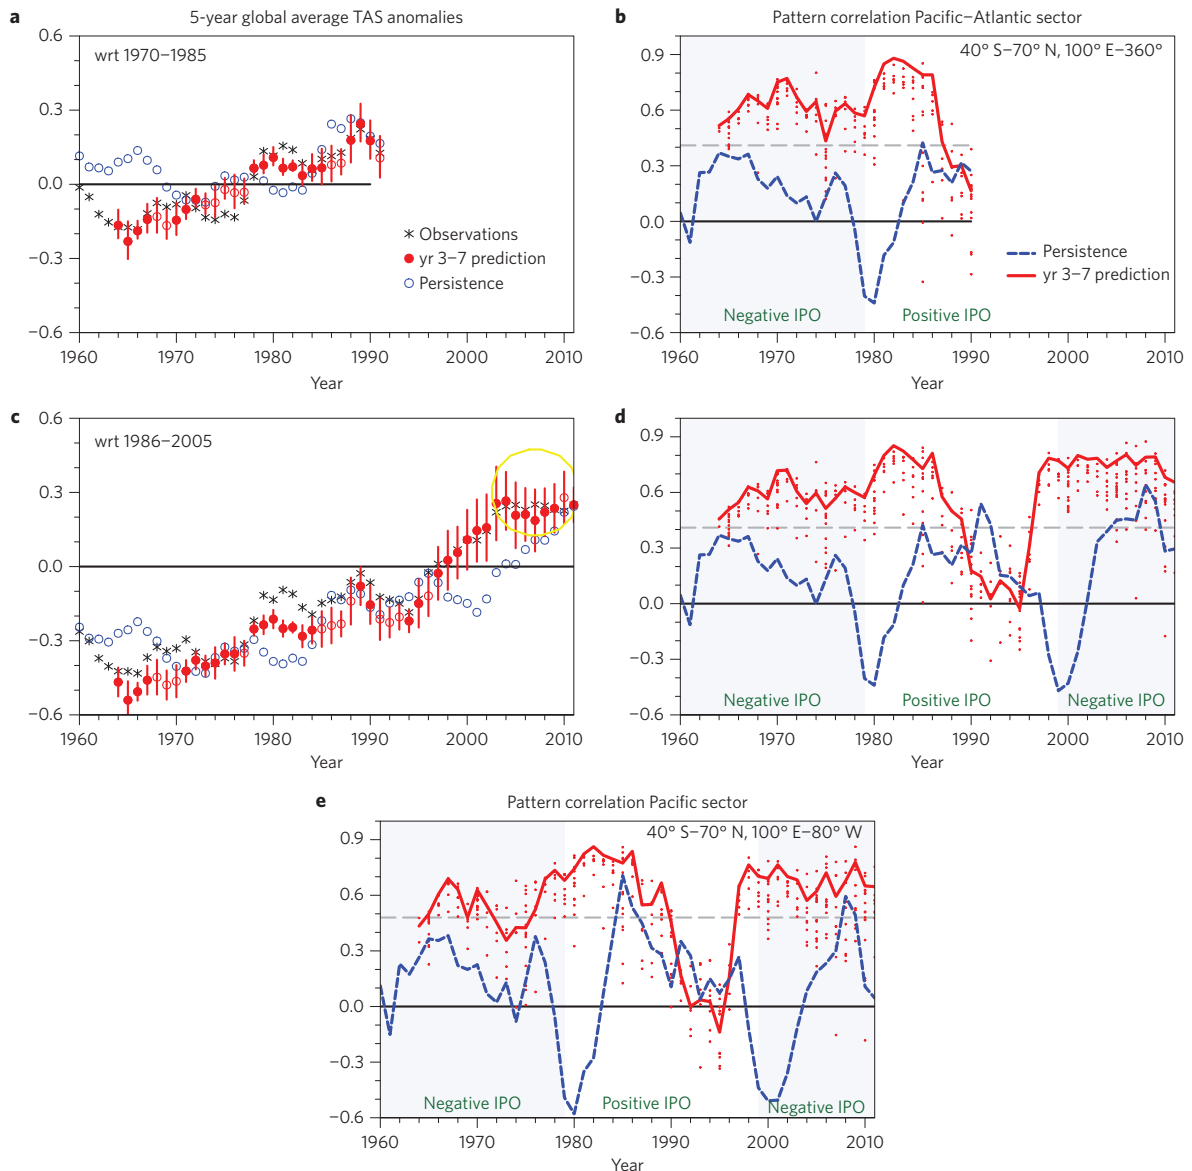 a
5-year global average TAS anomalies
wrt 1970–1985
0.6
0.3
0.0
−0.3
−0.6
Observations
yr 3–7 prediction
Persistence
1960 1970 1980 1990 2000 2010
Year
b
Pattern correlation Pacific–Atlantic sector
40° S–70° N, 100° E–360°
0.9
0.6
0.3
0.0
−0.3
−0.6
Persistence
yr 3–7 prediction
Negative IPO Positive IPO
1960 1970 1980 1990 2000 2010
Year
c
wrt 1986–2005
0.6
0.3
0.0
−0.3
−0.6
1960 1970 1980 1990 2000 2010
Year
d
0.9
0.6
0.3
0.0
−0.3
−0.6
Negative IPO Positive IPO Negative IPO
1960 1970 1980 1990 2000 2010
Year
e
Pattern correlation Pacific sector
40° S–70° N, 100° E–80° W
0.9
0.6
0.3
0.0
−0.3
−0.6
Negative IPO Positive IPO Negative IPO
1960 1970 1980 1990 2000 2010
Year